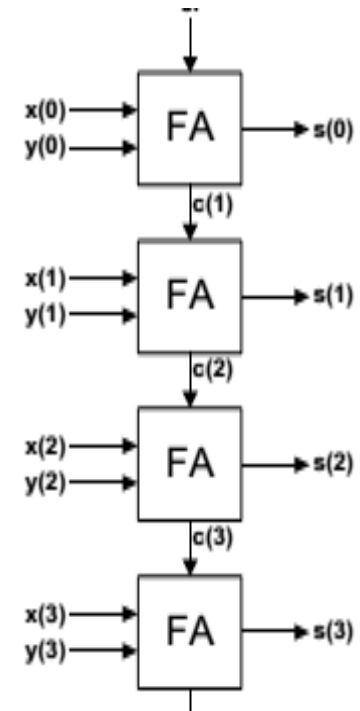 x(0)
FA
s(0)
y(0)
c(1)
x(1)
FA
s(1)
y(1)
c(2)
x(2)
FA
s(2)
y(2)
c(3)
x(3)
FA
s(3)
y(3)